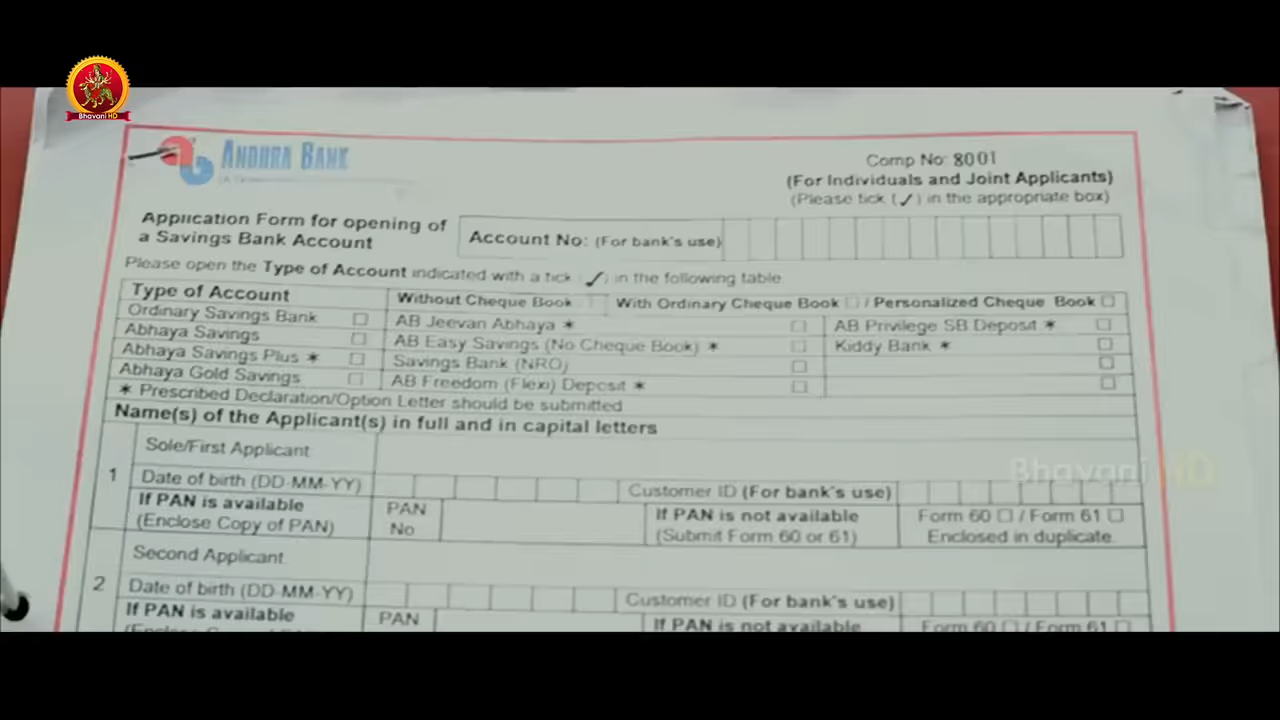 Bhavani HD
ANDHRA BANK
Comp No: 8001
(For Individuals and Joint Applicants)
(Please tick (✓) in the appropriate box)
Application Form for opening of
a Savings Bank Account
Account No: (For bank's use)
Please open the Type of Account indicated with a tick (✓) in the following table.
Type of Account Without Cheque Book ☐ With Ordinary Cheque Book ☐ / Personalized Cheque Book ☐
Ordinary Savings Bank ☐ AB Jeevan Abhaya * ☐ AB Privilege SB Deposit * ☐
Abhaya Savings ☐ AB Easy Savings (No Cheque Book) * ☐ Kiddy Bank * ☐
Abhaya Savings Plus * ☐ Savings Bank (NRO) ☐ ☐
Abhaya Gold Savings ☐ AB Freedom (Flexi) Deposit * ☐ ☐
* Prescribed Declaration/Option Letter should be submitted
Name(s) of the Applicant(s) in full and in capital letters
1 Sole/First Applicant
Date of birth (DD-MM-YY) Customer ID (For bank's use)
If PAN is available
(Enclose Copy of PAN)
PAN
No
If PAN is not available
(Submit Form 60 or 61)
Form 60 ☐ / Form 61 ☐
Enclosed in duplicate.
Bhavani HD
2 Second Applicant
Date of birth (DD-MM-YY) Customer ID (For bank's use)
If PAN is available PAN If PAN is not available Form 60 ☐ / Form 61 ☐